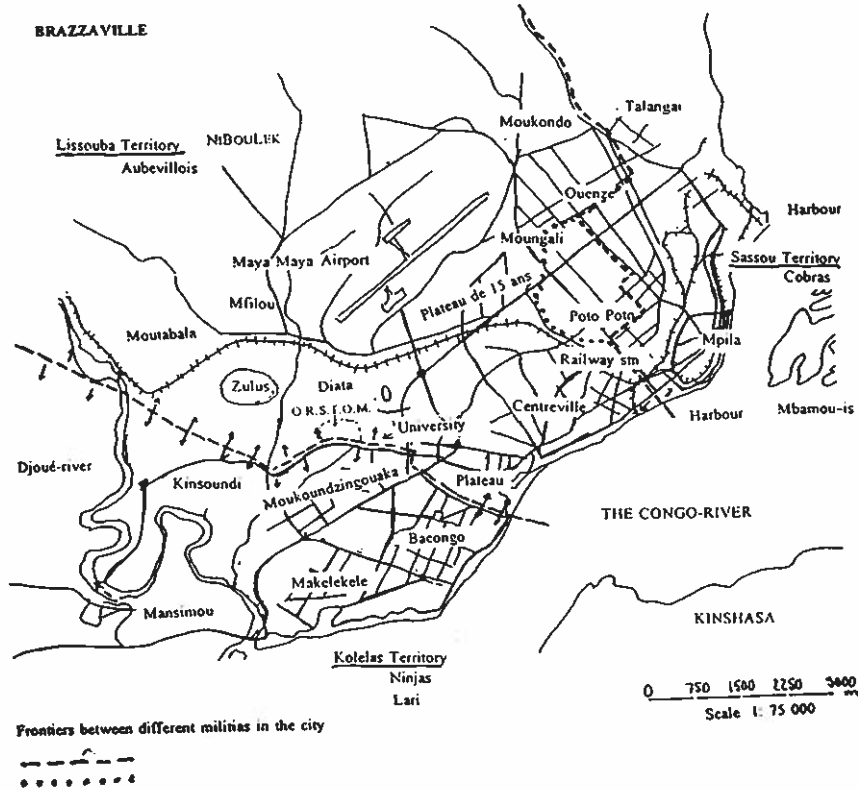 BRAZZAVILLE
Talangai
Moukondo
Lissouba Territory
NiBOULEK
Aubevillois
Ouenze
Harbour
Moungali
Sassou Territory
Cobras
Maya Maya Airport
Plateau de 15 ans
Mfilou
Poto Poto
Moutabala
Mpila
Railway stn
Zulus
Diata
O.R.S.T.O.M.
Centreville
Harbour
Mbamou-is
University
Djoué-river
Kinsoundi
Moukoundzingouaka
Plateau
THE CONGO-RIVER
Bacongo
Makelekele
Mansimou
KINSHASA
Kolelas Territory
Ninjas
Lari
0 750 1500 2250 3000 m
Scale 1: 75 000
Frontiers between different militias in the city